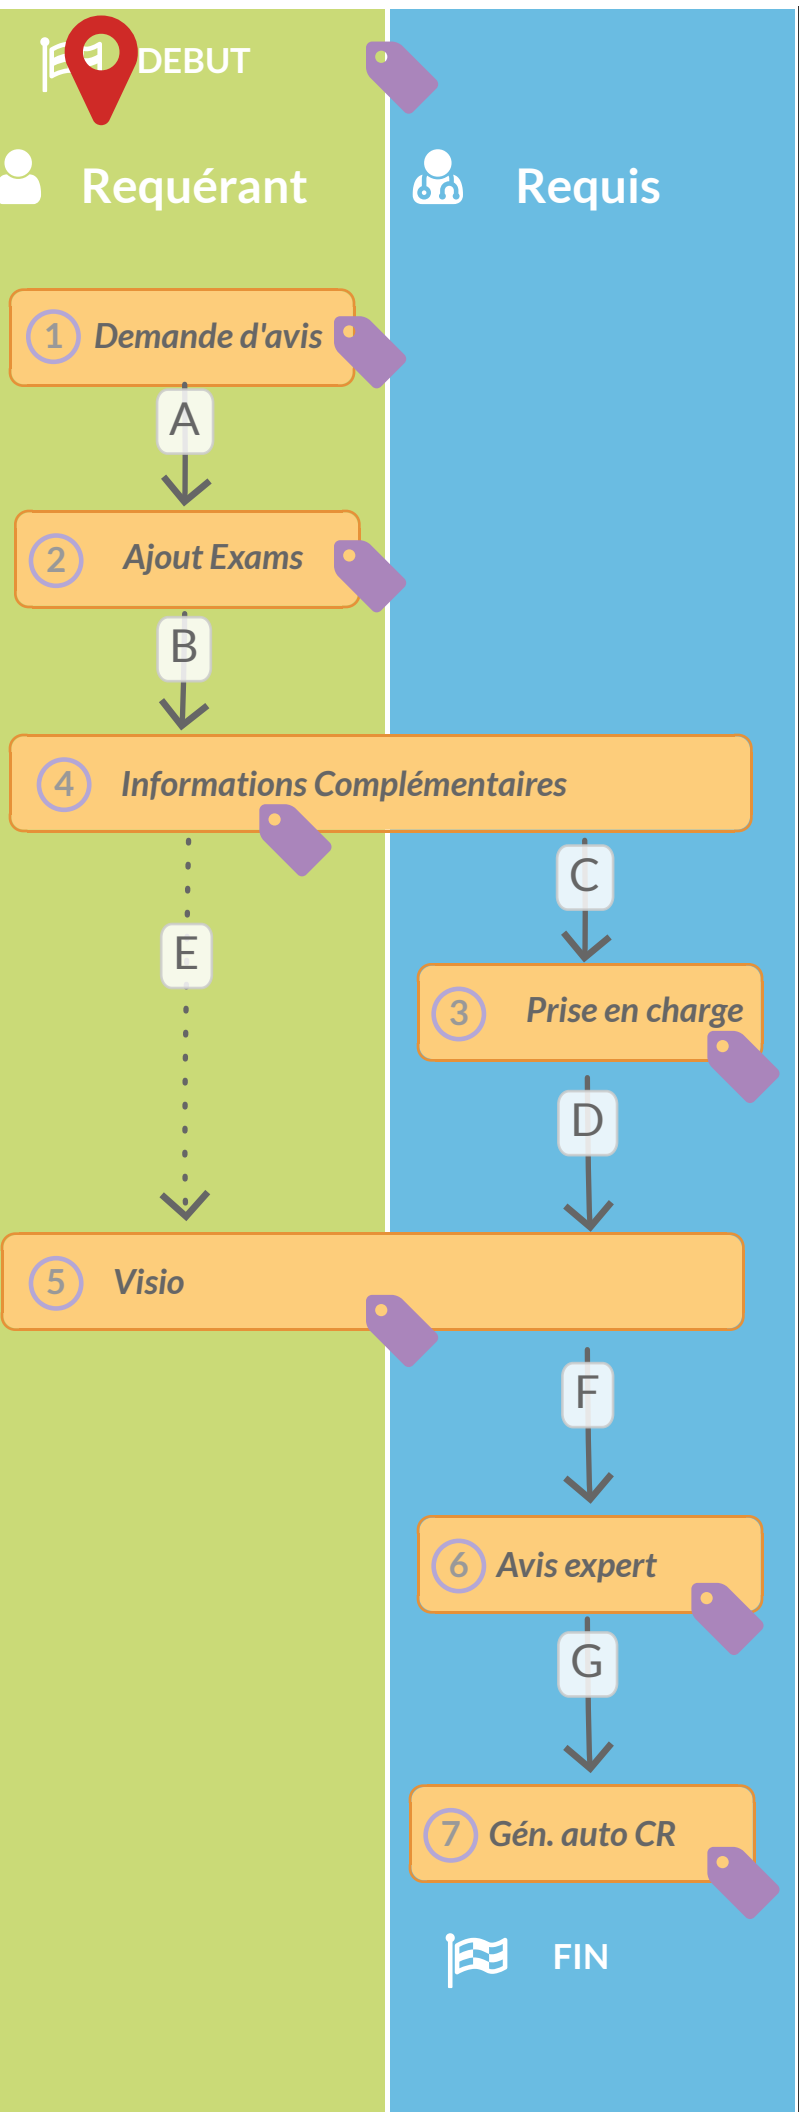 DEBUT
Requérant
Requis
1 Demande d'avis
A
2 Ajout Exams
B
4 Informations Complémentaires
C
E
3 Prise en charge
D
5 Visio
F
6 Avis expert
G
7 Gén. auto CR
FIN